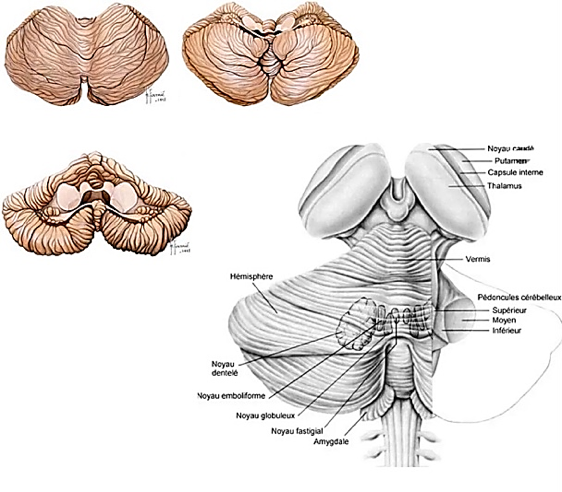 Noyau caudé
Putamen
Capsule interne
Thalamus
Vermis
Hémisphère
Pédoncules cérébelleux
Supérieur
Moyen
Inférieur
Noyau
dentelé
Noyau emboliforme
Noyau globuleux
Noyau fastigial
Amygdale